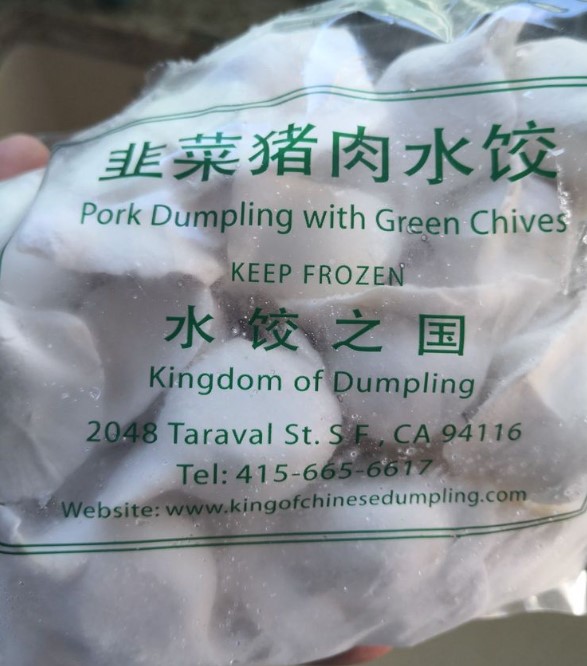 韭菜猪肉水饺
Pork Dumpling with Green Chives
KEEP FROZEN
水饺之国
Kingdom of Dumpling
2048 Taraval St. S F , CA 94116
Tel: 415-665-6617
Website: www.kingofchinesedumpling.com